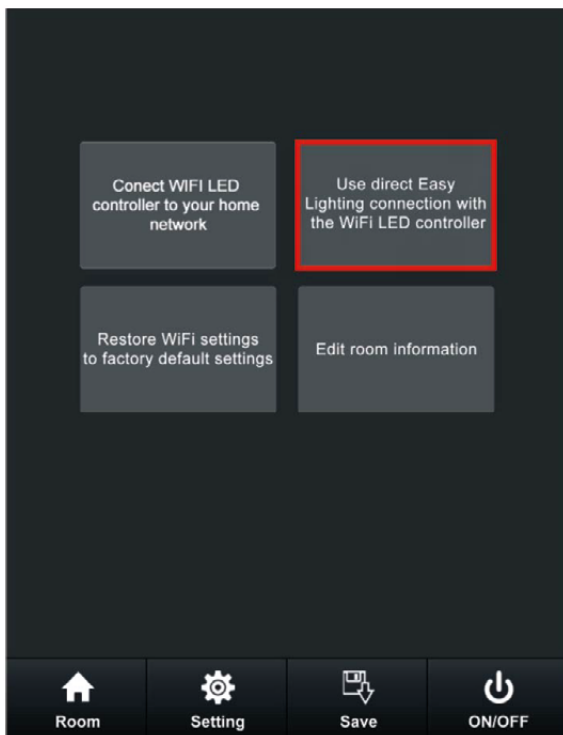 Conect WIFI LED
controller to your home
network
Use direct Easy
Lighting connection with
the WiFi LED controller
Restore WiFi settings
to factory default settings
Edit room information
Room
Setting
Save
ON/OFF